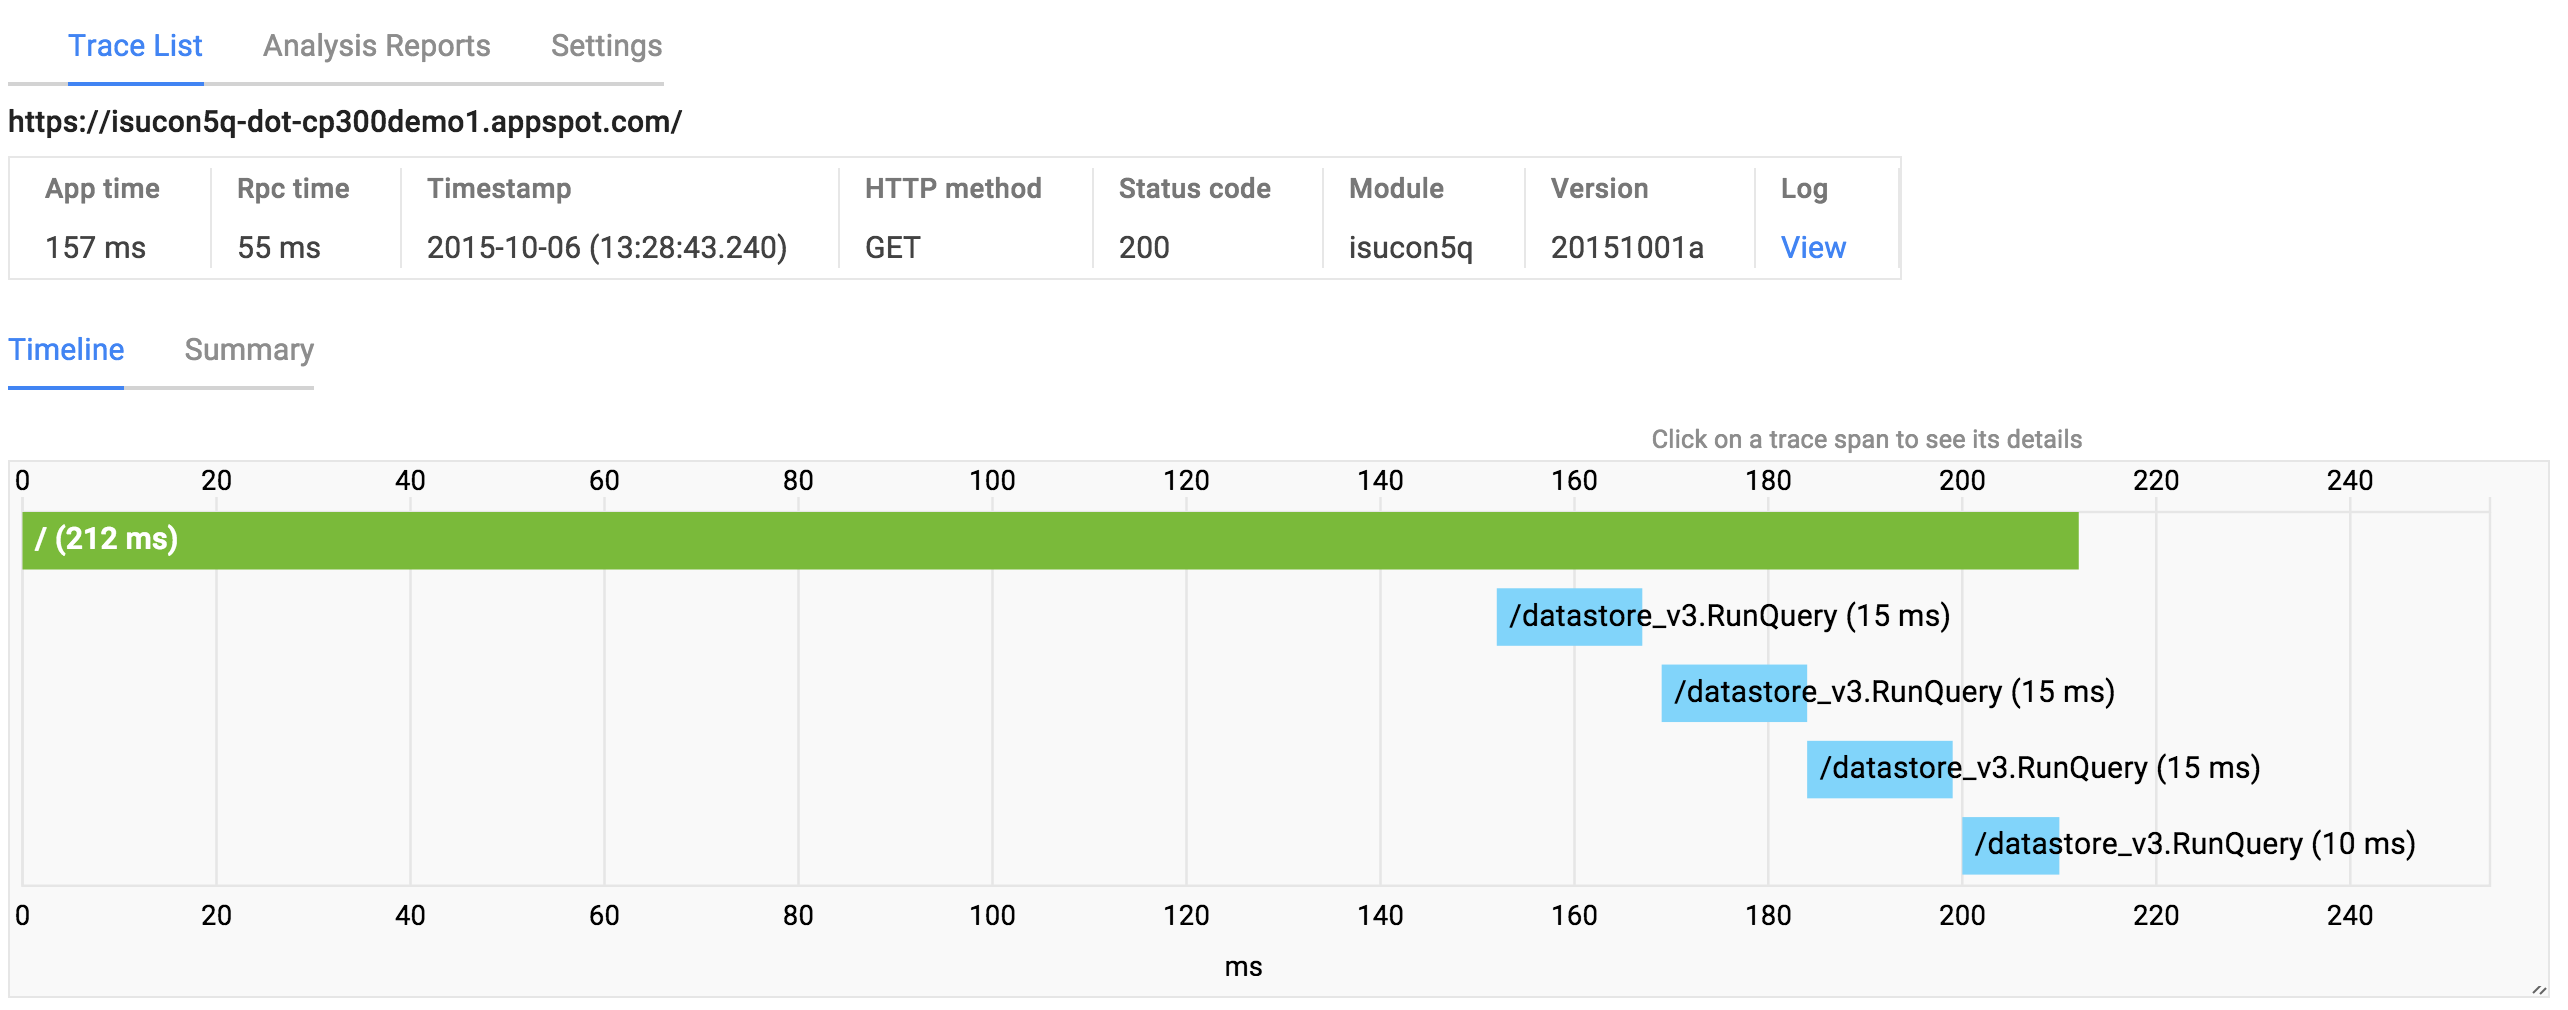 Trace List Analysis Reports Settings
https://isucon5q-dot-cp300demo1.appspot.com/
App time Rpc time Timestamp HTTP method Status code Module Version Log
157 ms 55 ms 2015-10-06 (13:28:43.240) GET 200 isucon5q 20151001a View
Timeline Summary
Click on a trace span to see its details
0 20 40 60 80 100 120 140 160 180 200 220 240
/ (212 ms)
/datastore_v3.RunQuery (15 ms)
/datastore_v3.RunQuery (15 ms)
/datastore_v3.RunQuery (15 ms)
/datastore_v3.RunQuery (10 ms)
0 20 40 60 80 100 120 140 160 180 200 220 240
ms